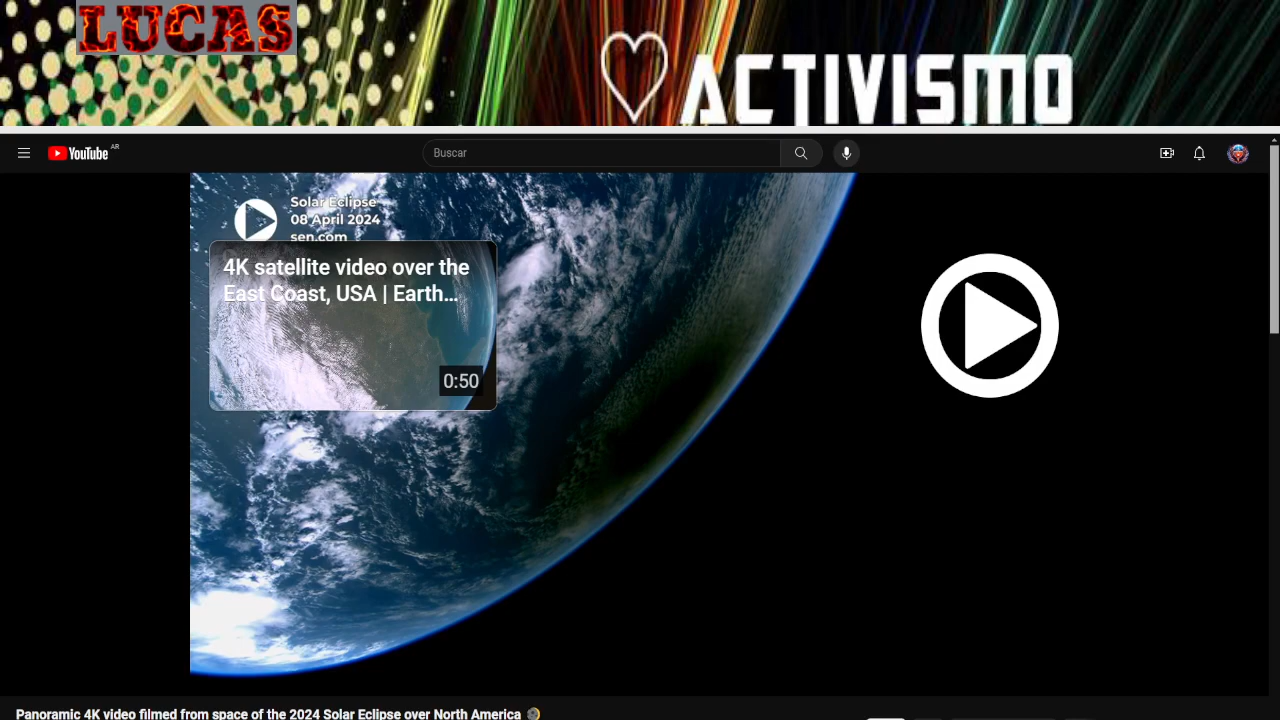 LUCAS
ACTIVISMO
YouTube AR
Buscar
Solar Eclipse
08 April 2024
sen.com
4K satellite video over the
East Coast, USA | Earth...
0:50
Panoramic 4K video filmed from space of the 2024 Solar Eclipse over North America